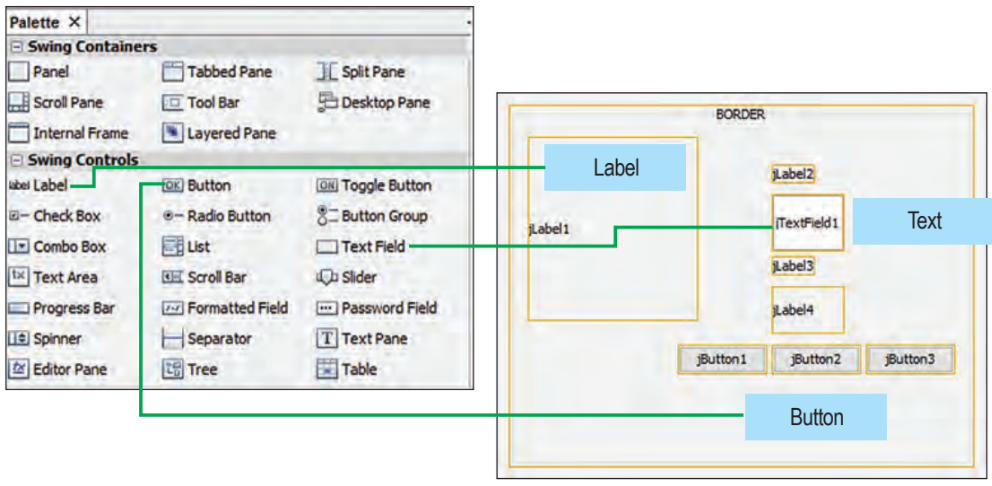 Palette ×
Swing Containers
Panel Tabbed Pane Split Pane
Scroll Pane Tool Bar Desktop Pane
Internal Frame Layered Pane
Swing Controls
label Label OK Button ON Toggle Button
Check Box Radio Button Button Group
Combo Box List Text Field
Text Area Scroll Bar Slider
Progress Bar Formatted Field Password Field
Spinner Separator T Text Pane
Editor Pane Tree Table
BORDER
Label
jLabel2
jLabel1
jTextField1
Text
jLabel3
jLabel4
jButton1 jButton2 jButton3
Button